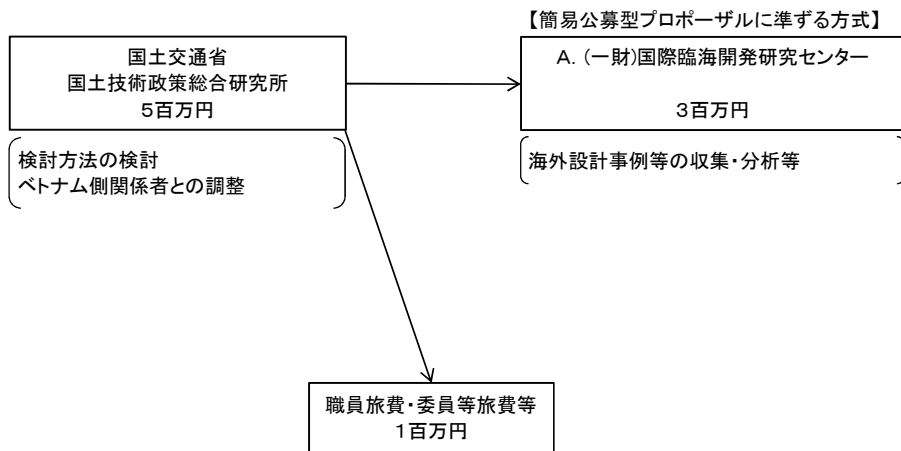 【簡易公募型プロポーザルに準ずる方式】
国土交通省
国土技術政策総合研究所
５百万円
A. (一財)国際臨海開発研究センター
３百万円
検討方法の検討
ベトナム側関係者との調整
海外設計事例等の収集・分析等
職員旅費・委員等旅費等
１百万円